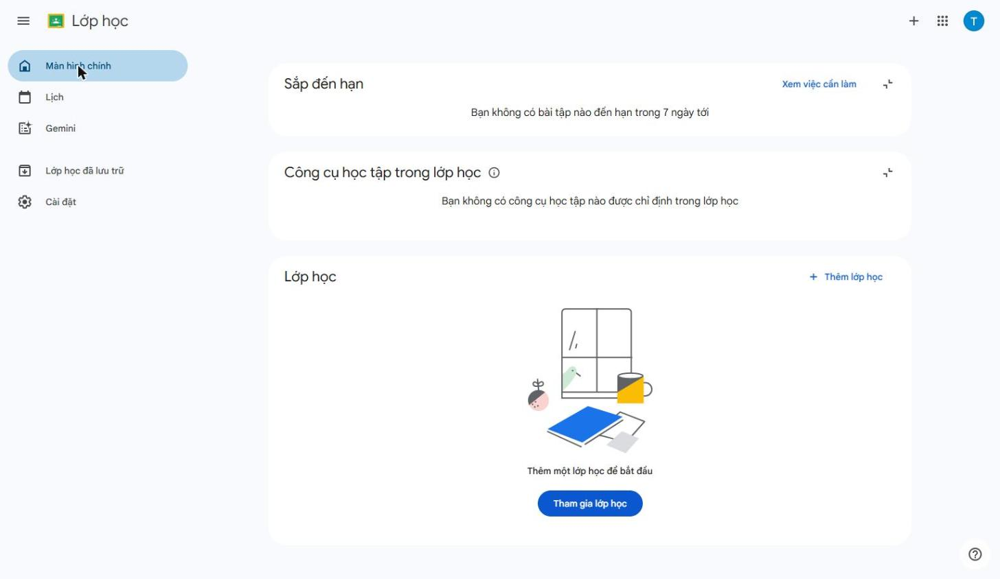 Lớp học
T
Màn hình chính
Lịch
Gemini
Lớp học đã lưu trữ
Cài đặt
Sắp đến hạn
Xem việc cần làm
Bạn không có bài tập nào đến hạn trong 7 ngày tới
Công cụ học tập trong lớp học
Bạn không có công cụ học tập nào được chỉ định trong lớp học
Lớp học
+ Thêm lớp học
Thêm một lớp học để bắt đầu
Tham gia lớp học